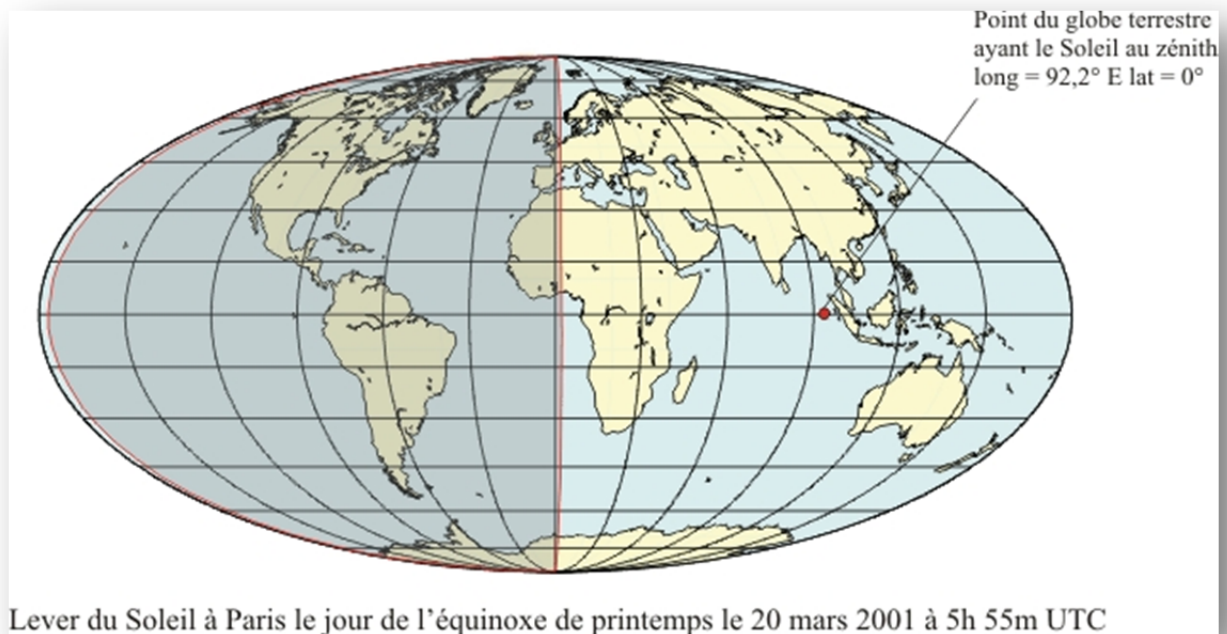 Point du globe terrestre
ayant le Soleil au zénith
long = 92,2° E lat = 0°
Lever du Soleil à Paris le jour de l’équinoxe de printemps le 20 mars 2001 à 5h 55m UTC